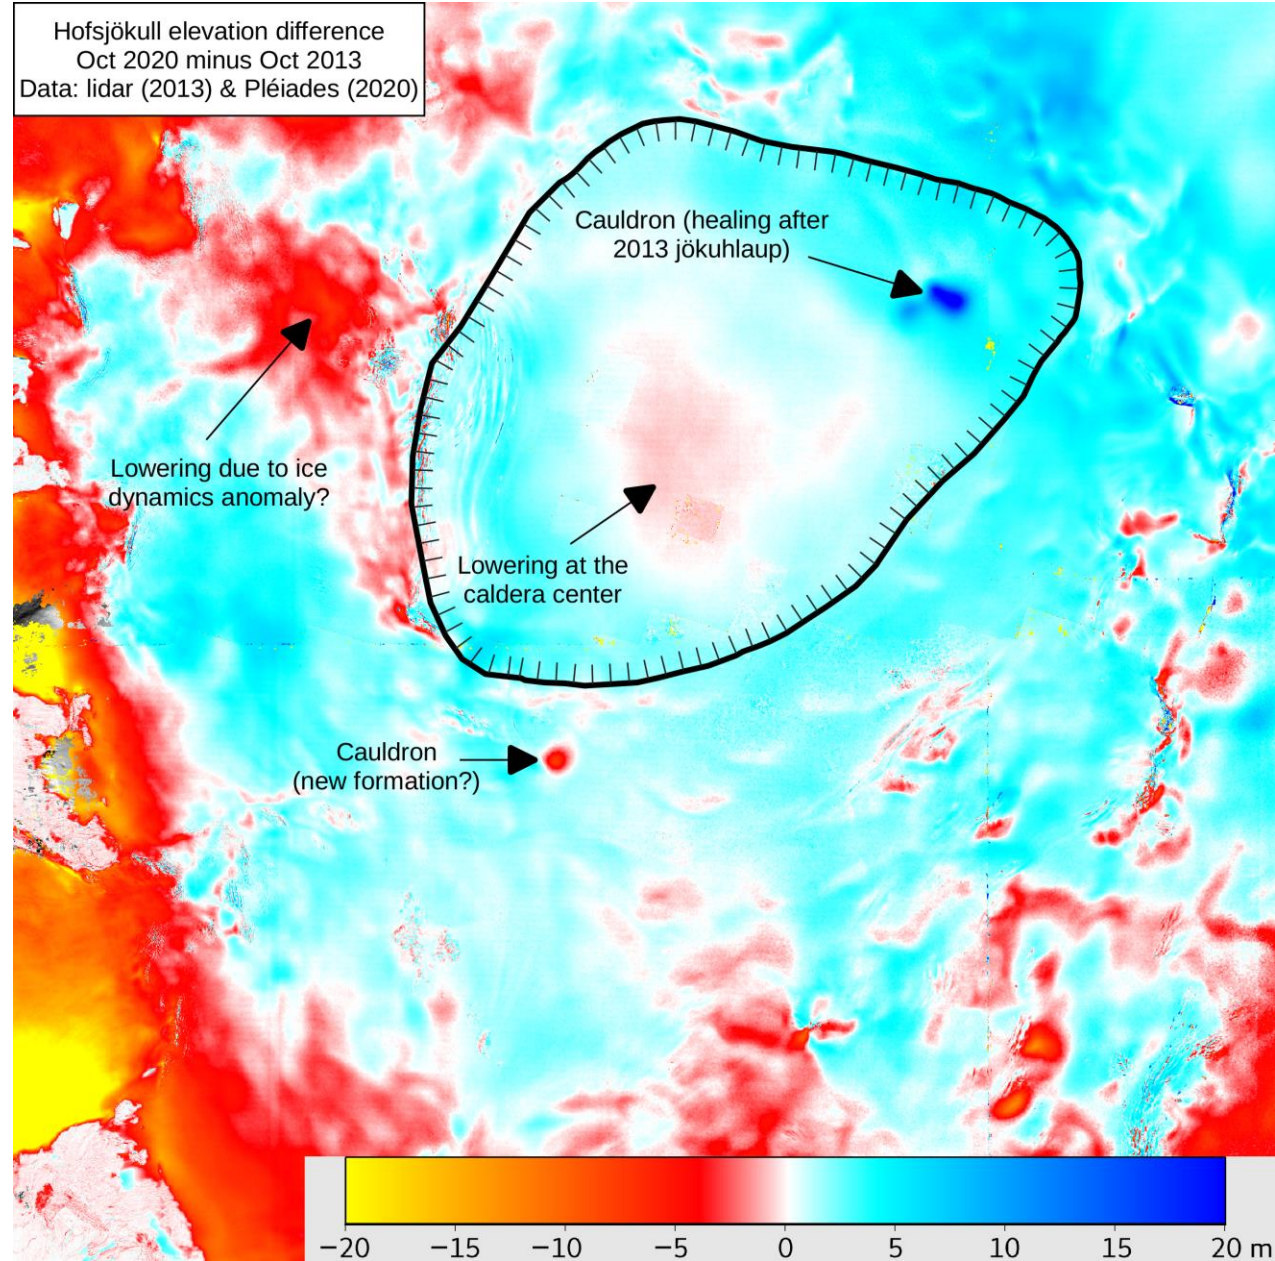 Hofsjökull elevation difference
Oct 2020 minus Oct 2013
Data: lidar (2013) & Pléiades (2020)
Cauldron (healing after
2013 jökuhlaup)
Lowering due to ice
dynamics anomaly?
Lowering at the
caldera center
Cauldron
(new formation?)
−20 −15 −10 −5 0 5 10 15 20 m